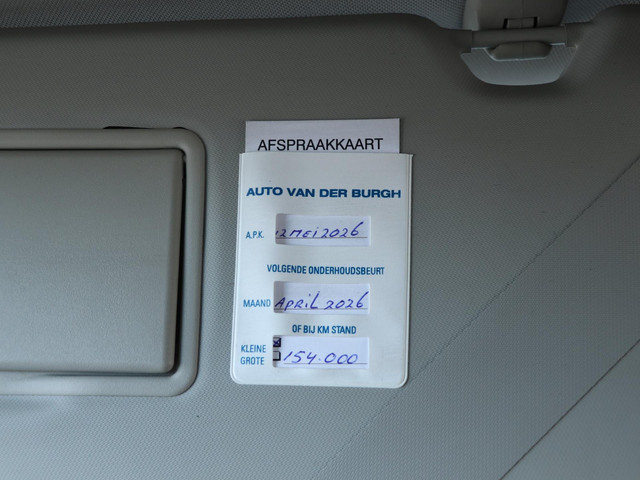 AFSPRAAKKAART
AUTO VAN DER BURGH
A.P.K. 12 MEI 2026
VOLGENDE ONDERHOUDSBEURT
MAAND APRIL 2026
OF BIJ KM STAND
KLEINE
GROTE 154.000